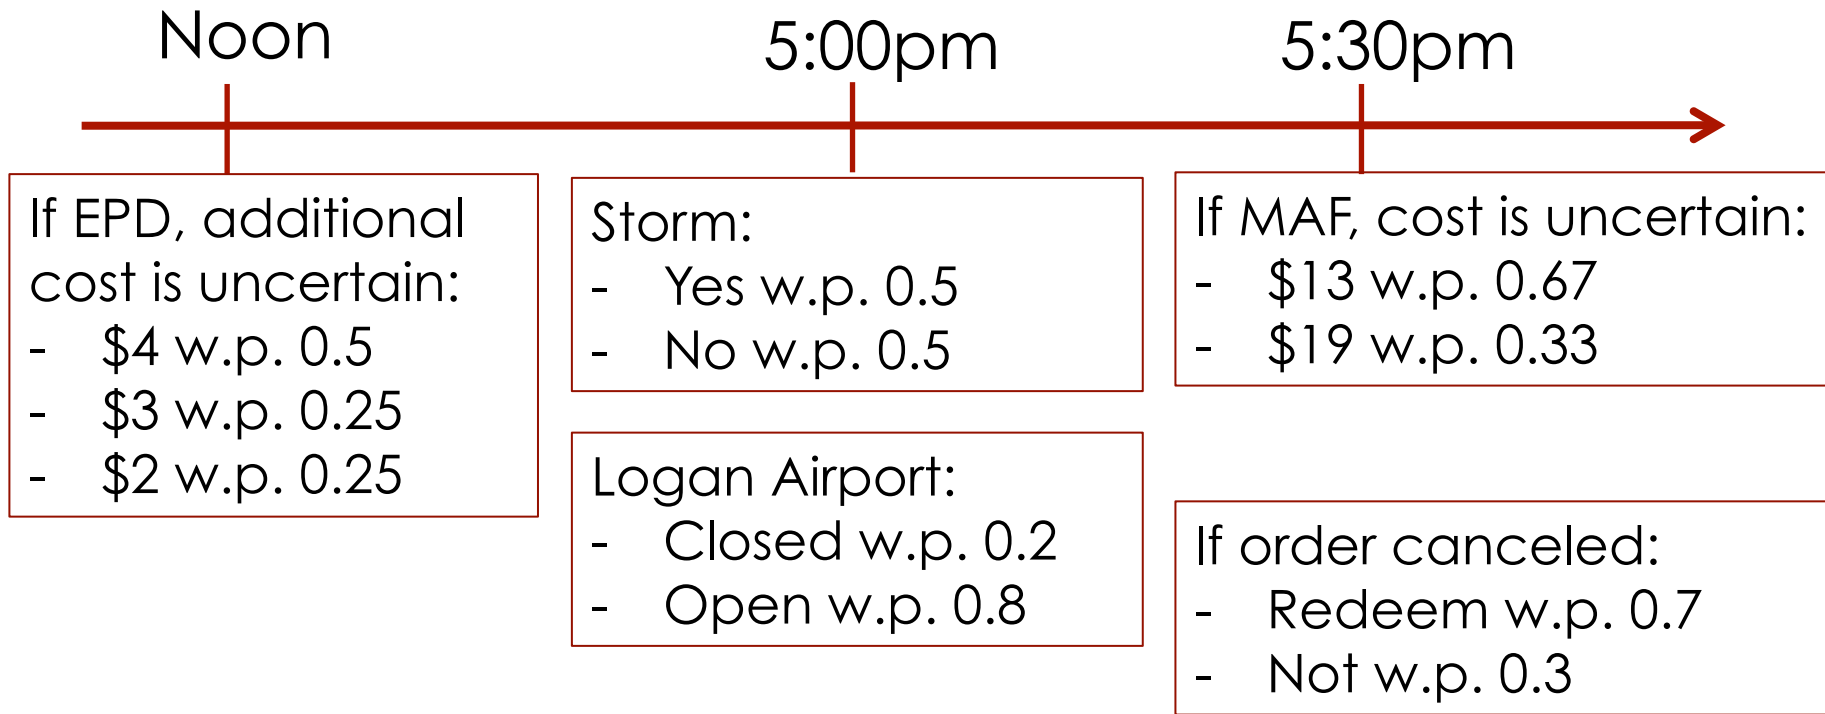 Noon
5:00pm
5:30pm
If EPD, additional
cost is uncertain:
- $4 w.p. 0.5
- $3 w.p. 0.25
- $2 w.p. 0.25
Storm:
- Yes w.p. 0.5
- No w.p. 0.5
Logan Airport:
- Closed w.p. 0.2
- Open w.p. 0.8
If MAF, cost is uncertain:
- $13 w.p. 0.67
- $19 w.p. 0.33
If order canceled:
- Redeem w.p. 0.7
- Not w.p. 0.3